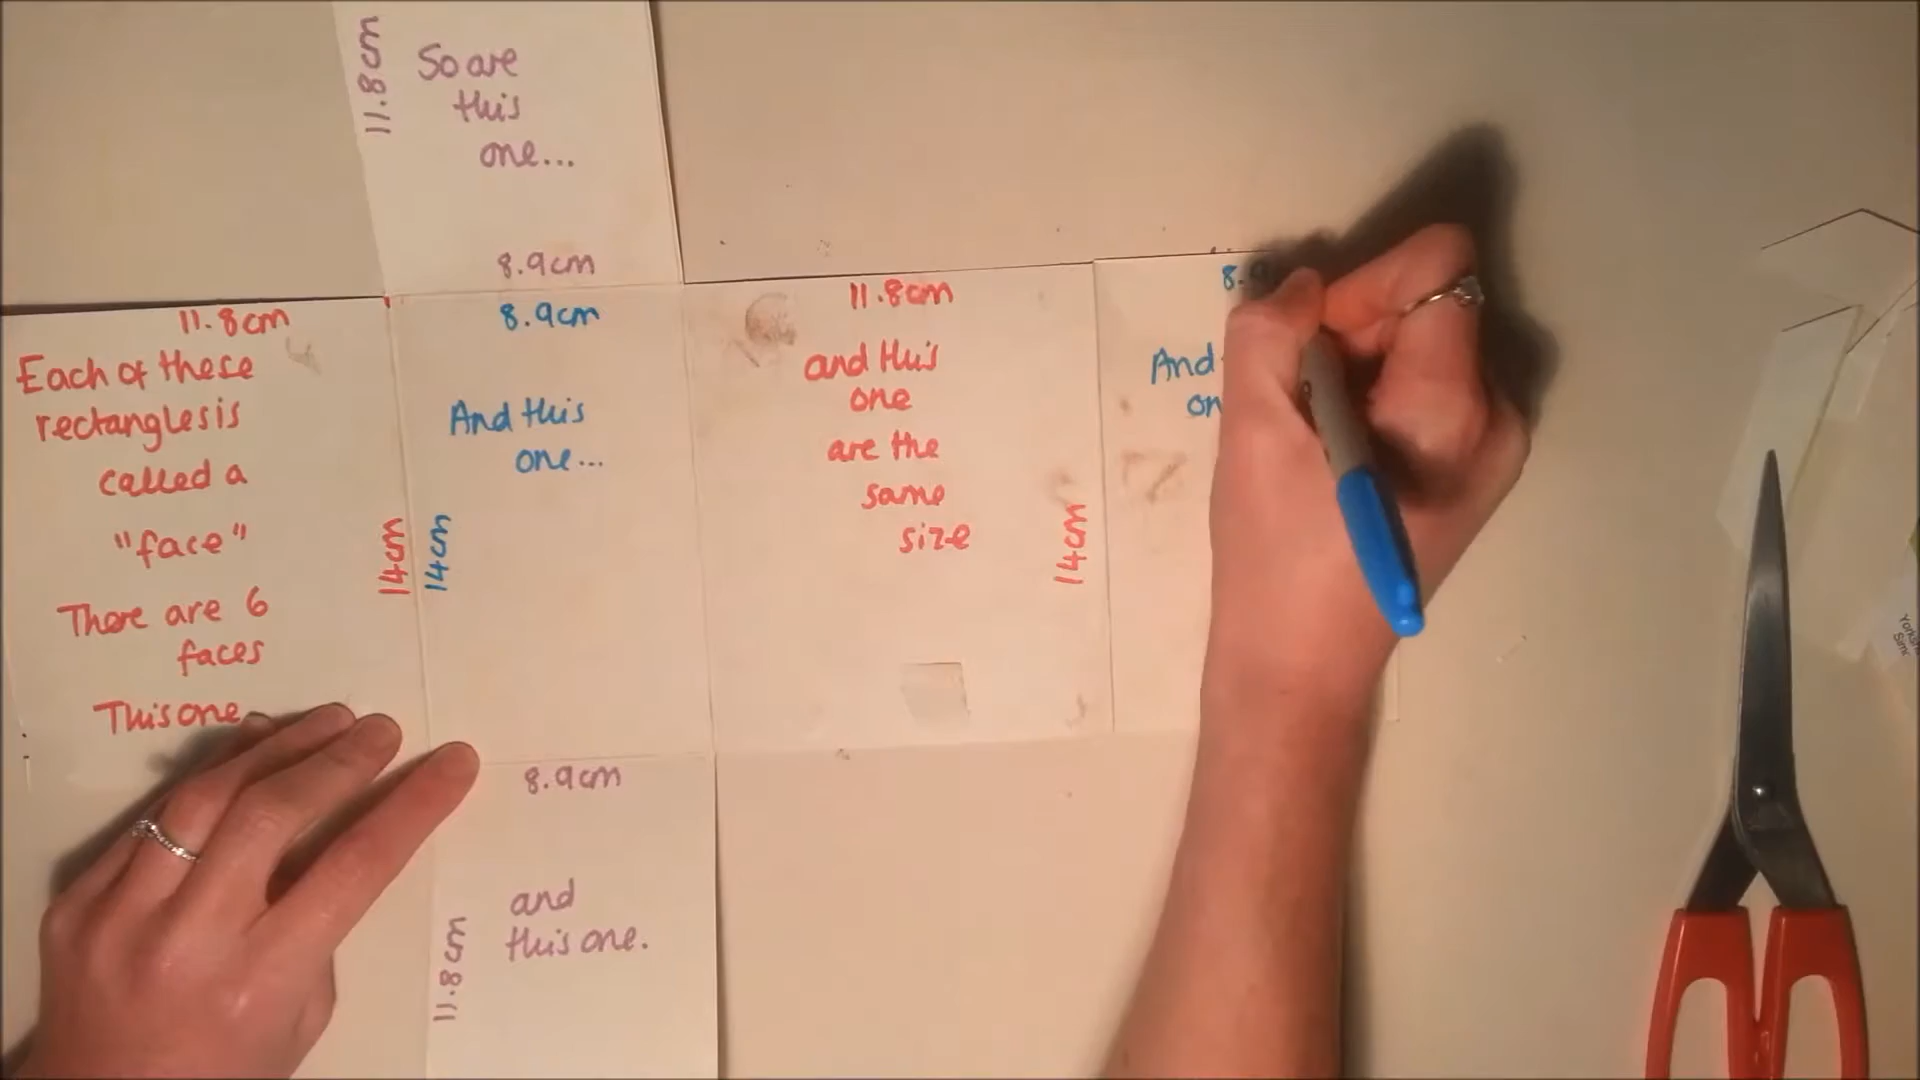 11.8cm
So are
this
one...
8.9cm
11.8cm
Each of these
rectangles is
called a
"face"
There are 6
faces
This one
14cm
8.9cm
And this
one...
14cm
11.8cm
and this
one
are the
same
size
14cm
And
8.9cm
and
this one.
11.8cm